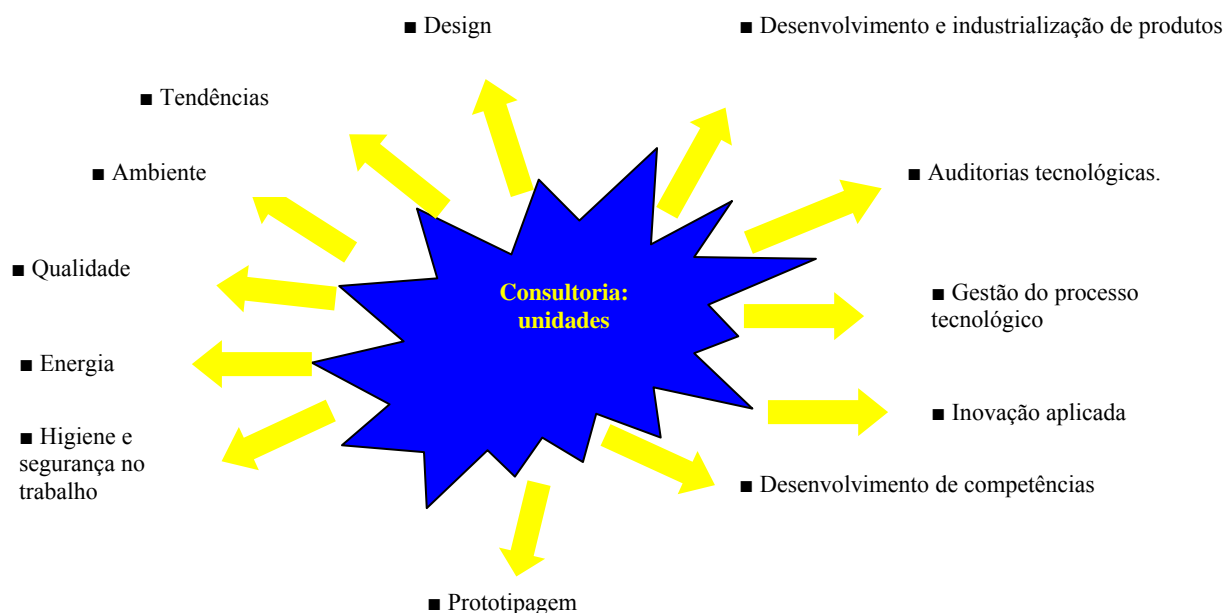 ■ Design
■ Desenvolvimento e industrialização de produtos
■ Tendências
■ Ambiente
■ Auditorias tecnológicas.
■ Qualidade
Consultoria:
unidades
■ Gestão do processo
tecnológico
■ Energia
■ Inovação aplicada
■ Higiene e
segurança no
trabalho
■ Desenvolvimento de competências
■ Prototipagem